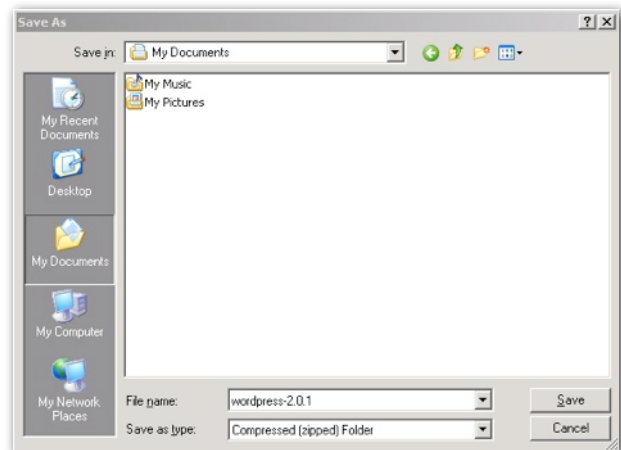 Save As
Save in: My Documents
My Music
My Pictures
My Recent
Documents
Desktop
My Documents
My Computer
My Network
Places
File name: wordpress-2.0.1 Save
Save as type: Compressed (zipped) Folder Cancel